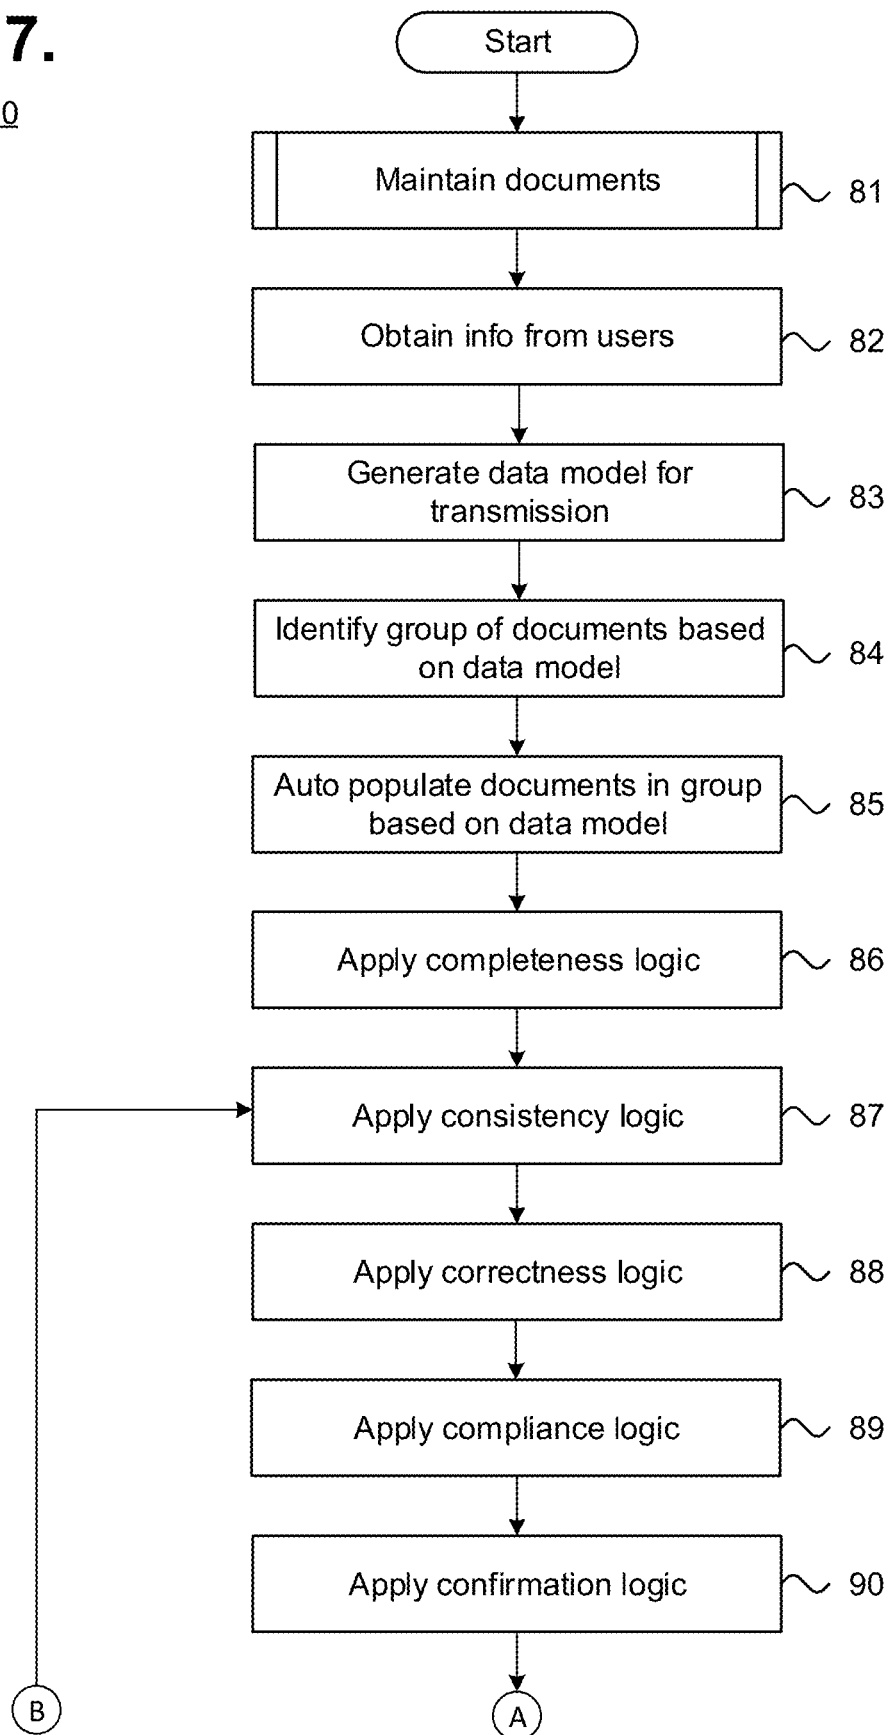 7.
0
Start
Maintain documents
81
Obtain info from users
82
Generate data model for
transmission
83
Identify group of documents based
on data model
84
Auto populate documents in group
based on data model
85
Apply completeness logic
86
Apply consistency logic
87
Apply correctness logic
88
Apply compliance logic
89
Apply confirmation logic
90
B
A